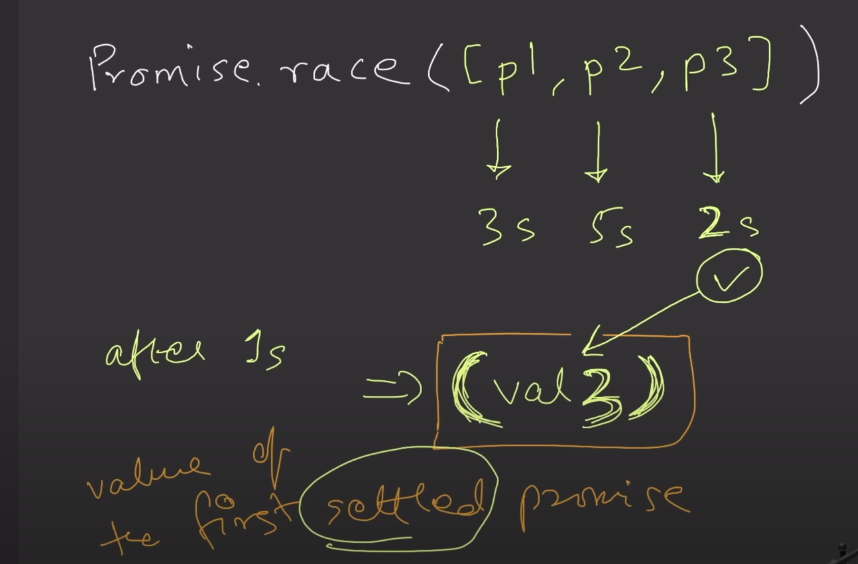 Promise.race([p1, p2, p3])
3s 5s 2s
after 1s
=> (val3)
value of
the first settled promise